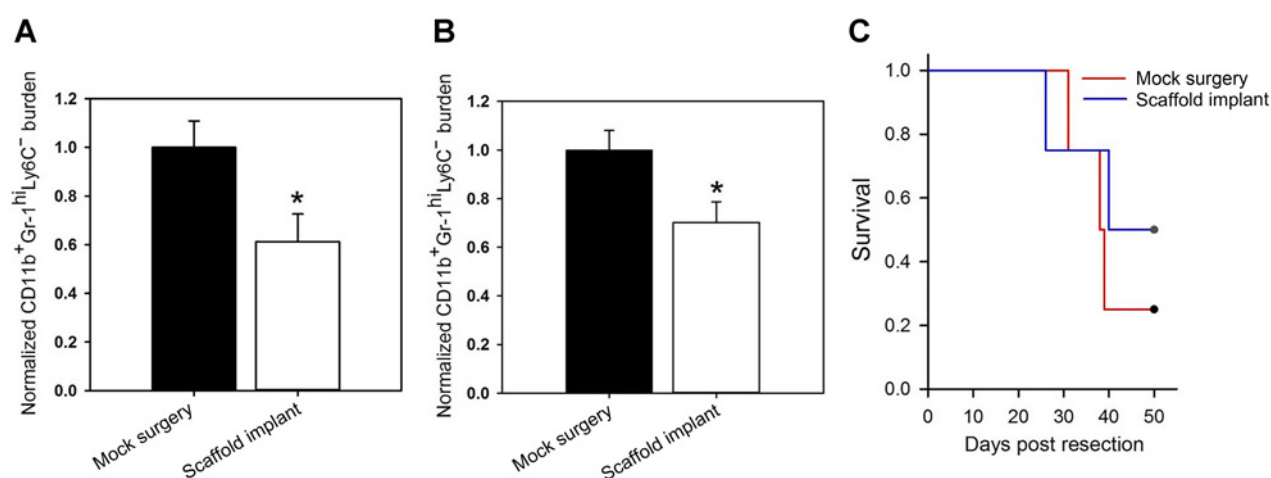 A
Normalized CD11b⁺Gr-1ʰⁱLy6C⁻ burden
1.2
1.0
0.8
0.6
0.4
0.2
0.0
*
Mock surgery
Scaffold implant
B
Normalized CD11b⁺Gr-1ʰⁱLy6C⁻ burden
1.2
1.0
0.8
0.6
0.4
0.2
0.0
*
Mock surgery
Scaffold implant
C
Survival
1.0
0.8
0.6
0.4
0.2
0.0
Mock surgery
Scaffold implant
0 10 20 30 40 50
Days post resection